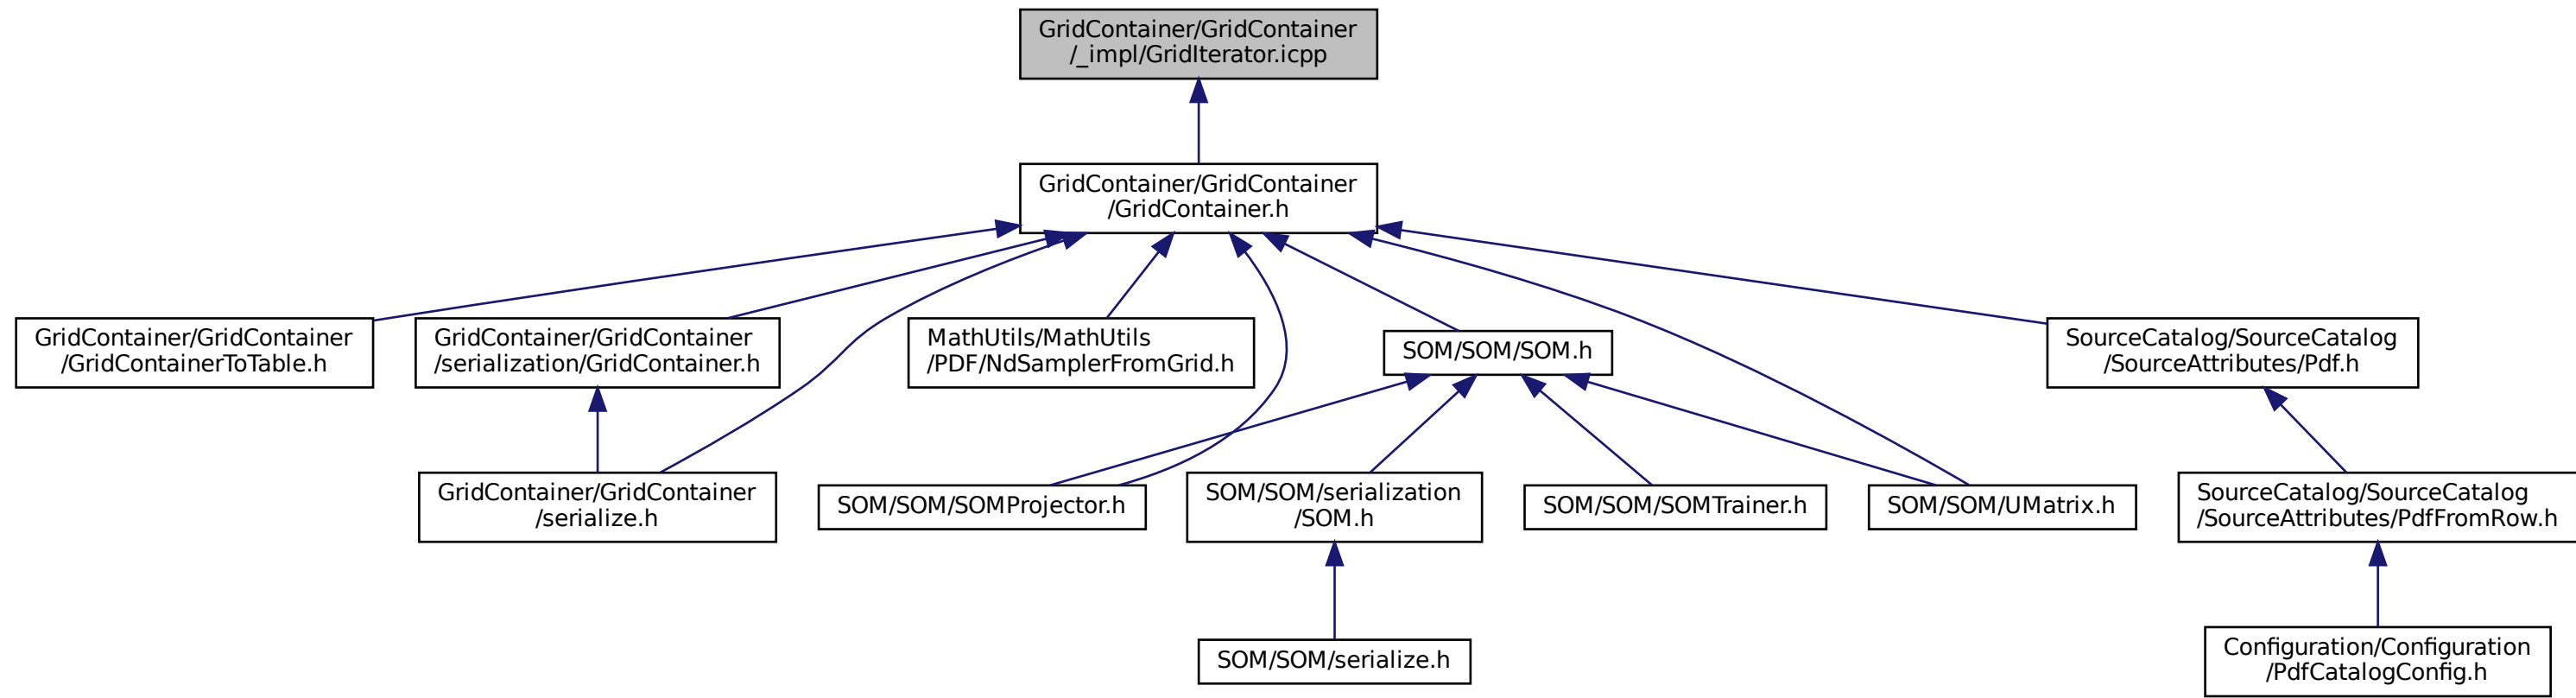 GridContainer/GridContainer
/_impl/GridIterator.icpp
GridContainer/GridContainer
/GridContainer.h
GridContainer/GridContainer
/GridContainerToTable.h
GridContainer/GridContainer
/serialization/GridContainer.h
MathUtils/MathUtils
/PDF/NdSamplerFromGrid.h
SOM/SOM/SOM.h
SourceCatalog/SourceCatalog
/SourceAttributes/Pdf.h
GridContainer/GridContainer
/serialize.h
SOM/SOM/SOMProjector.h
SOM/SOM/serialization
/SOM.h
SOM/SOM/SOMTrainer.h
SOM/SOM/UMatrix.h
SourceCatalog/SourceCatalog
/SourceAttributes/PdfFromRow.h
SOM/SOM/serialize.h
Configuration/Configuration
/PdfCatalogConfig.h